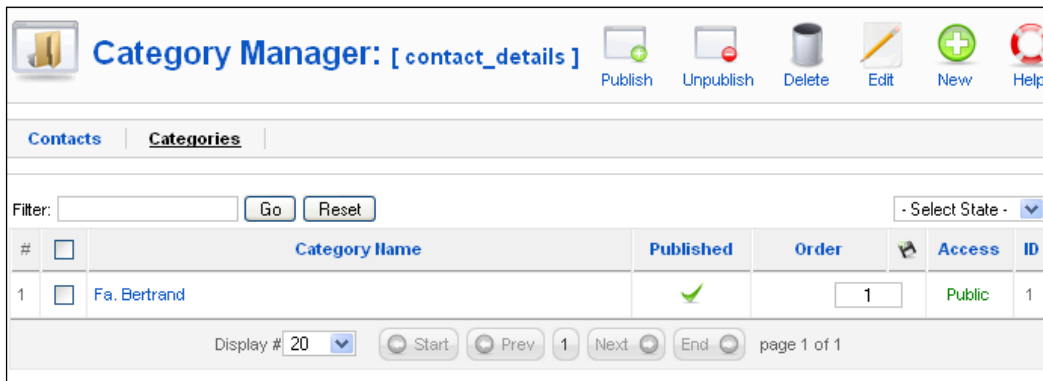 Category Manager: [ contact_details ]
Publish Unpublish Delete Edit New Help
Contacts Categories
Filter: Go Reset - Select State -
# Category Name Published Order Access ID
1 Fa. Bertrand 1 Public 1
Display # 20 Start Prev 1 Next End page 1 of 1